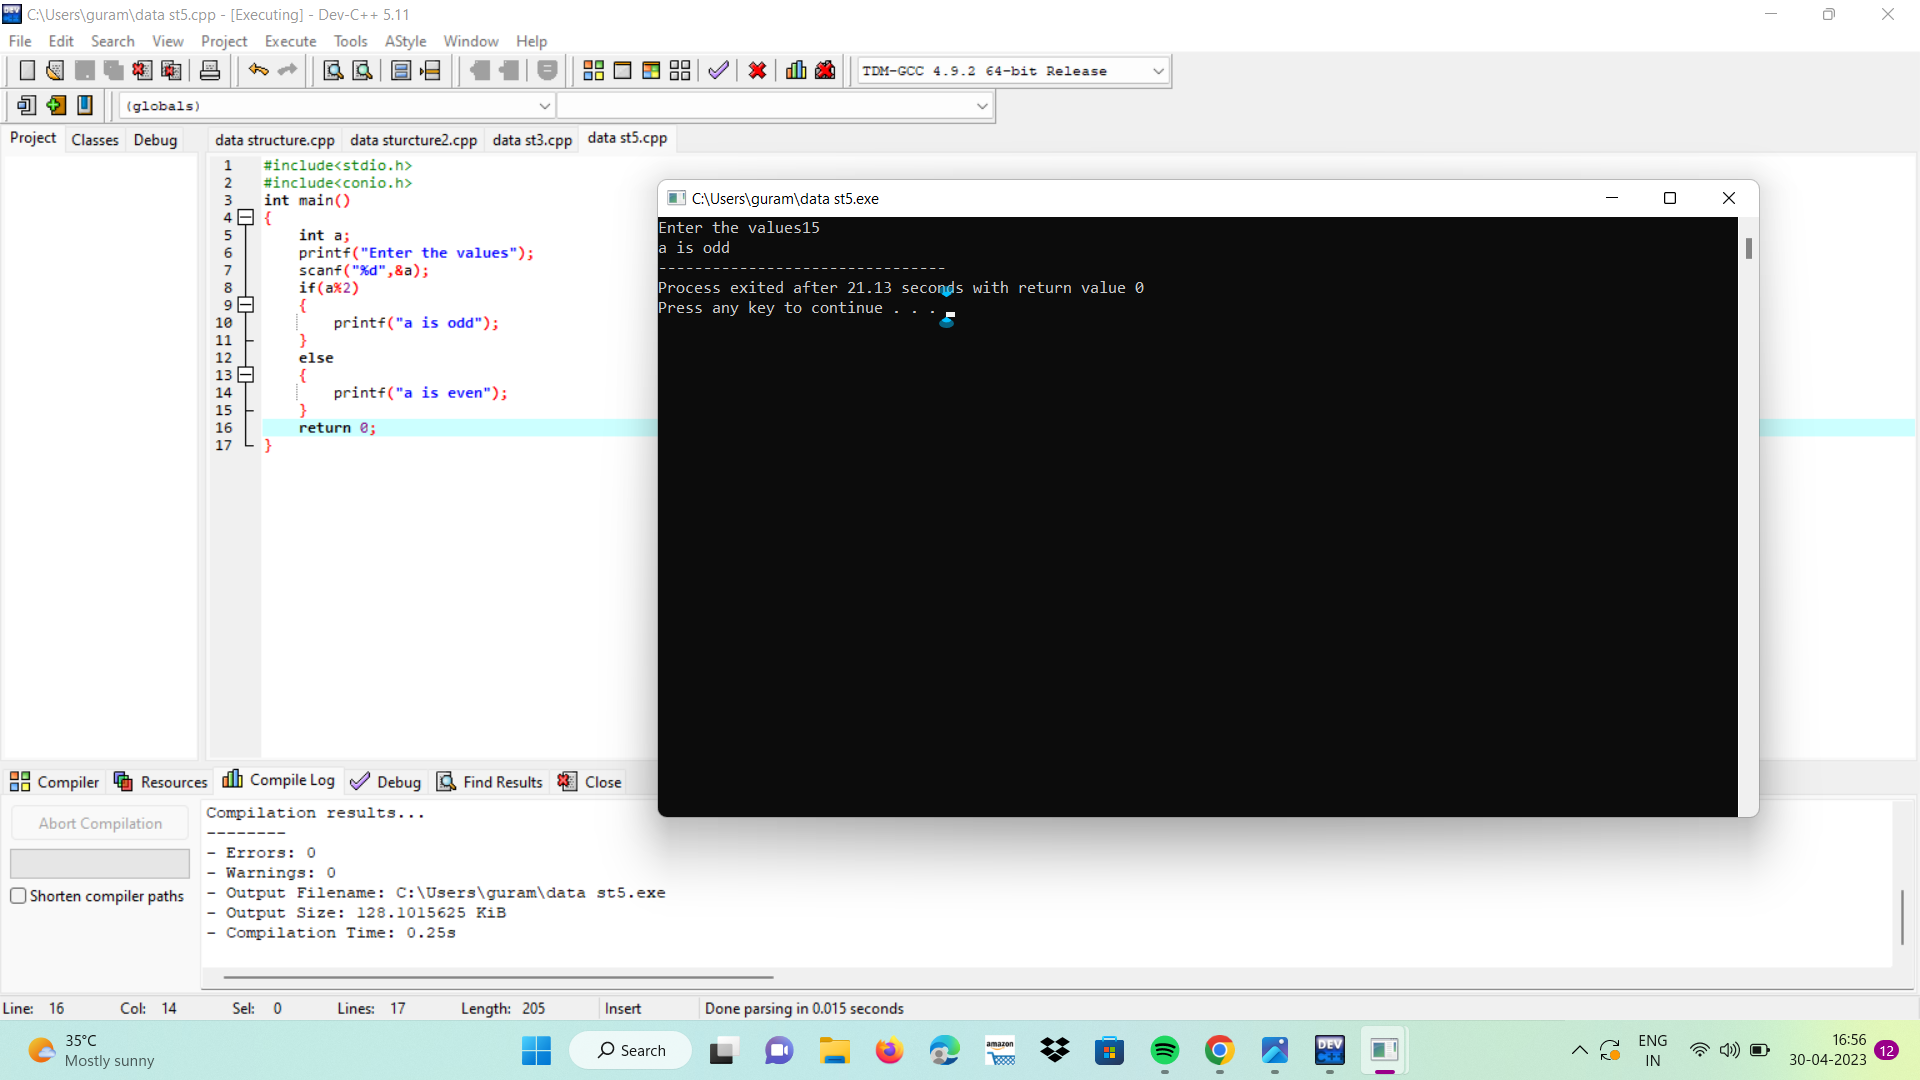 C:\Users\guram\data st5.cpp - [Executing] - Dev-C++ 5.11
File Edit Search View Project Execute Tools AStyle Window Help
TDM-GCC 4.9.2 64-bit Release
(globals)
Project Classes Debug
data structure.cpp data sturcture2.cpp data st3.cpp data st5.cpp
1 #include<stdio.h>
2 #include<conio.h>
3 int main()
4 {
5 int a;
6 printf("Enter the values");
7 scanf("%d",&a);
8 if(a%2)
9 {
10 printf("a is odd");
11 }
12 else
13 {
14 printf("a is even");
15 }
16 return 0;
17 }
C:\Users\guram\data st5.exe
Enter the values15
a is odd
--------------------------------
Process exited after 21.13 seconds with return value 0
Press any key to continue . . .
Compiler Resources Compile Log Debug Find Results Close
Abort Compilation
Shorten compiler paths
Compilation results...
--------
- Errors: 0
- Warnings: 0
- Output Filename: C:\Users\guram\data st5.exe
- Output Size: 128.1015625 KiB
- Compilation Time: 0.25s
Line: 16 Col: 14 Sel: 0 Lines: 17 Length: 205 Insert Done parsing in 0.015 seconds
35°C
Mostly sunny
Search
amazon
DEV
C++
ENG
IN
16:56
30-04-2023
12